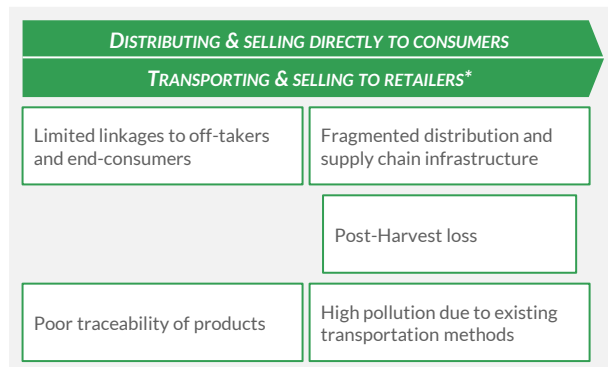 DISTRIBUTING & SELLING DIRECTLY TO CONSUMERS
TRANSPORTING & SELLING TO RETAILERS*
Limited linkages to off-takers
and end-consumers
Fragmented distribution and
supply chain infrastructure
Post-Harvest loss
Poor traceability of products
High pollution due to existing
transportation methods